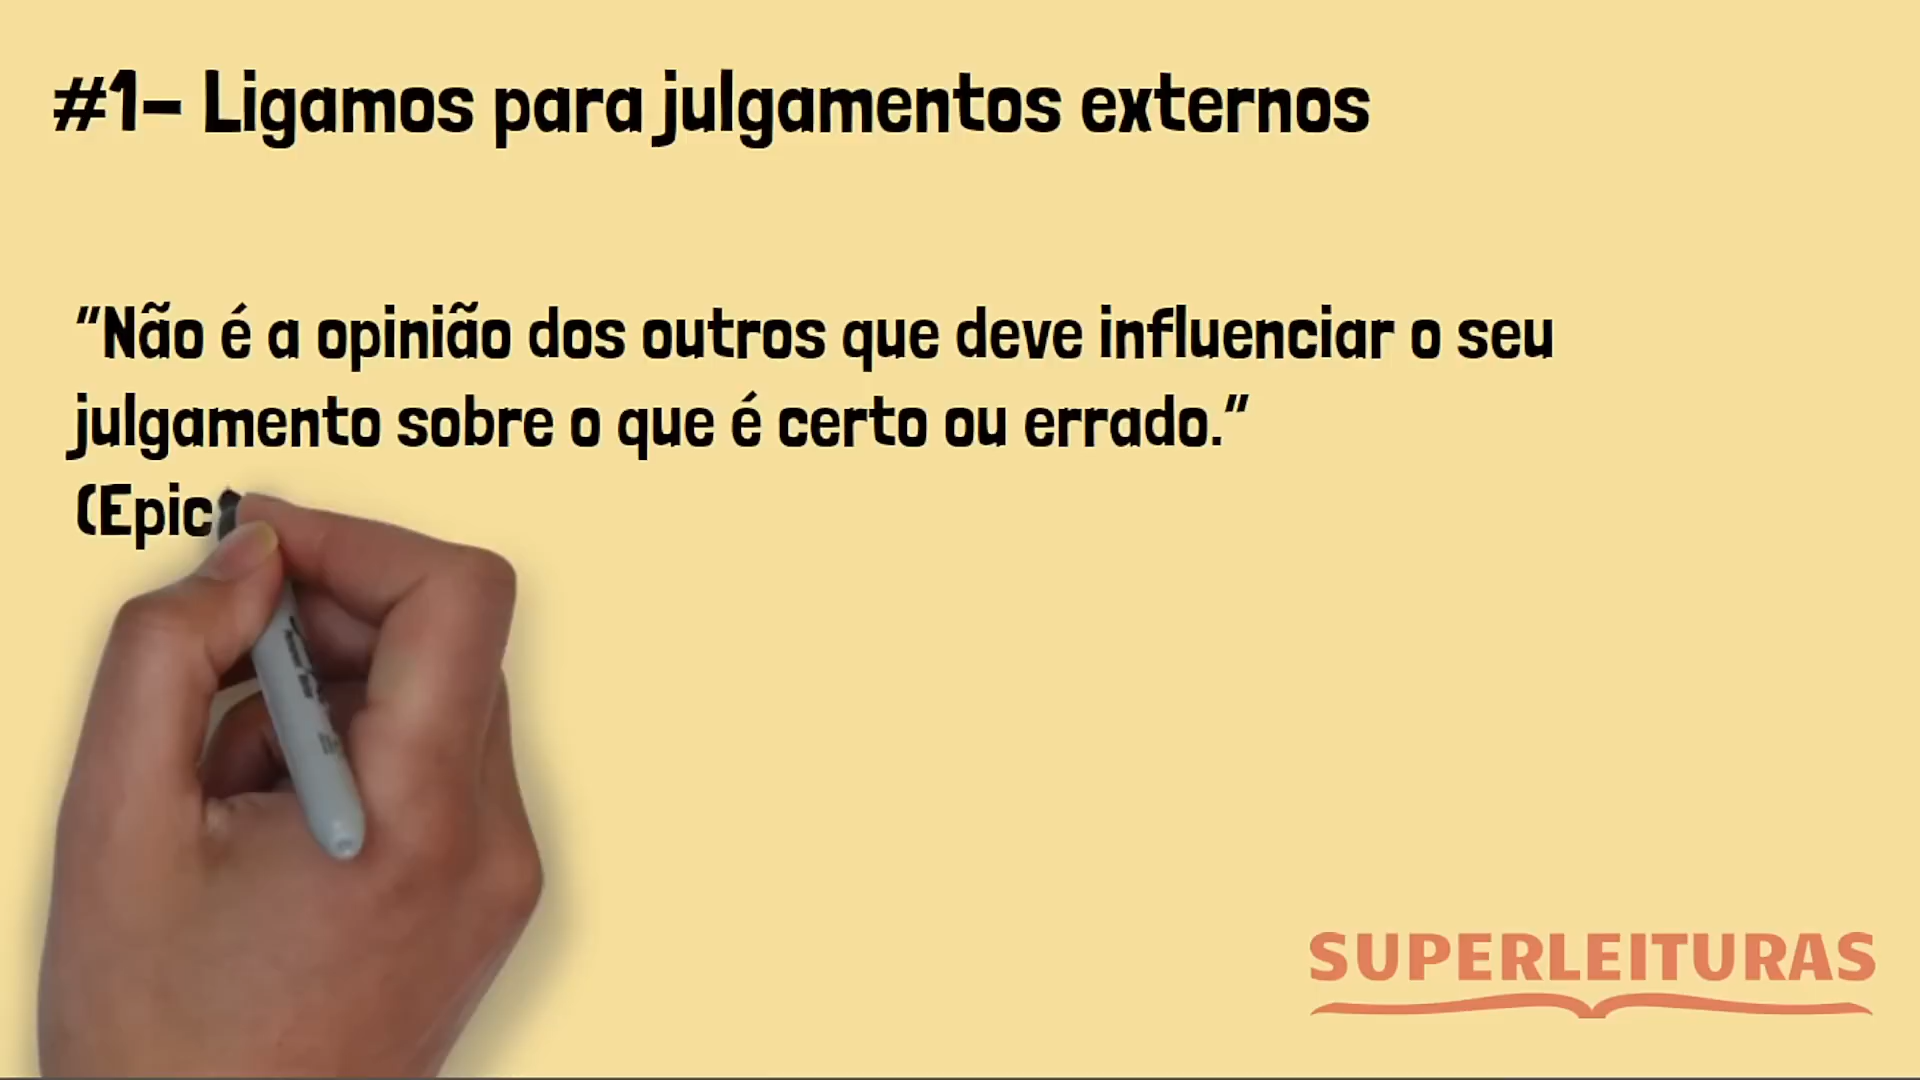 #1- Ligamos para julgamentos externos
"Não é a opinião dos outros que deve influenciar o seu
julgamento sobre o que é certo ou errado."
(Epic
SUPERLEITURAS